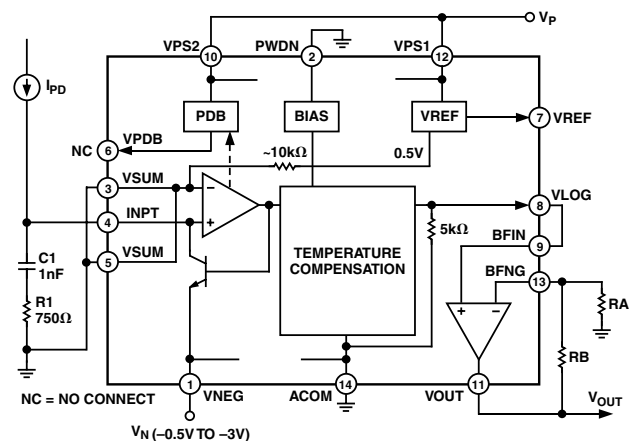 V_P
VPS2 PWDN VPS1
10 2 12
I_PD
PDB BIAS VREF 7 VREF
VPDB
NC 6
~10kΩ 0.5V
VSUM
3 −
VLOG
8
INPT
4 +
5kΩ
BFIN
9
VSUM
5
C1
1nF
TEMPERATURE
COMPENSATION
BFNG
13
R1
750Ω
+ −
RA
RB
1 VNEG ACOM 14 VOUT 11
NC = NO CONNECT
V_OUT
V_N (–0.5V TO –3V)